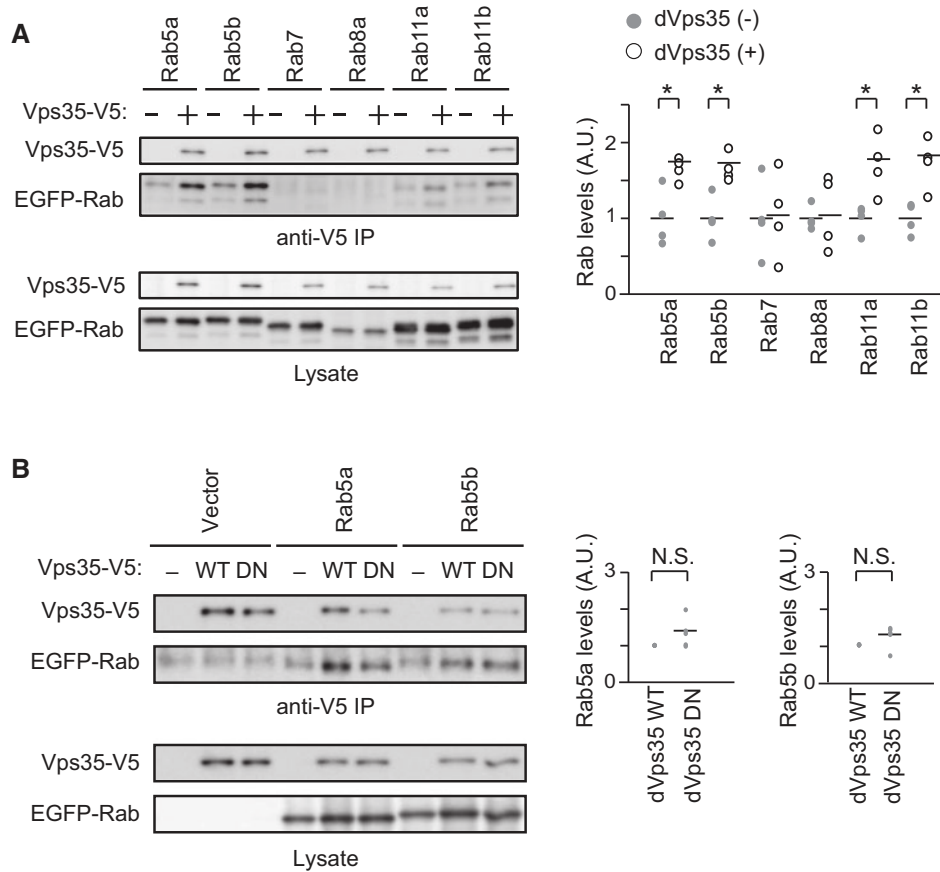 A
Rab5a
Rab5b
Rab7
Rab8a
Rab11a
Rab11b
Vps35-V5: – + – + – + – + – + – +
Vps35-V5
EGFP-Rab
anti-V5 IP
Vps35-V5
EGFP-Rab
Lysate
dVps35 (-)
dVps35 (+)
* * * *
Rab levels (A.U.)
2
1
0
Rab5a
Rab5b
Rab7
Rab8a
Rab11a
Rab11b
B
Vector
Rab5a
Rab5b
Vps35-V5: – WT DN – WT DN – WT DN
Vps35-V5
EGFP-Rab
anti-V5 IP
Vps35-V5
EGFP-Rab
Lysate
N.S.
Rab5a levels (A.U.)
3
0
dVps35 WT
dVps35 DN
N.S.
Rab5b levels (A.U.)
3
0
dVps35 WT
dVps35 DN